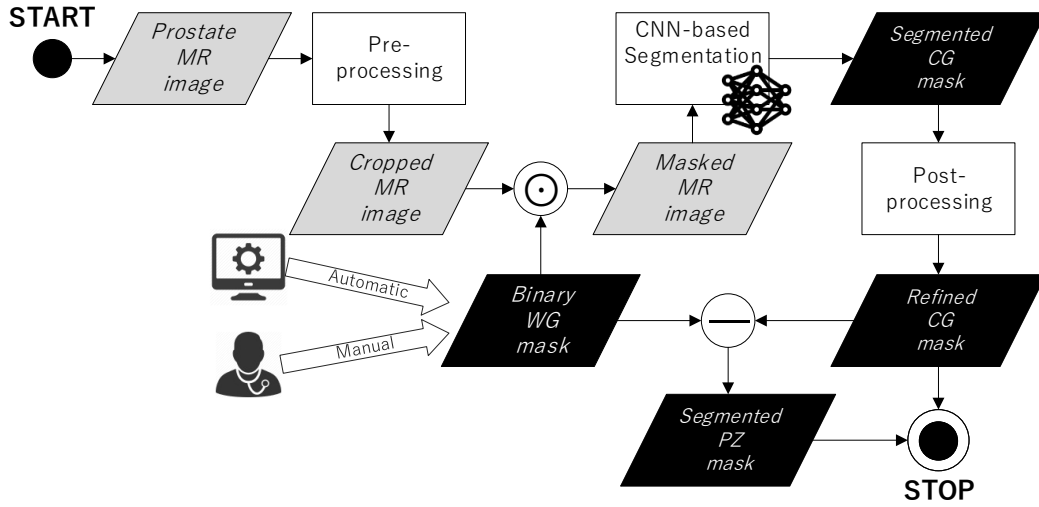 START
Prostate
MR
image
Pre-
processing
CNN-based
Segmentation
Segmented
CG
mask
Cropped
MR
image
Masked
MR
image
Post-
processing
Automatic
Manual
Binary
WG
mask
Refined
CG
mask
Segmented
PZ
mask
STOP